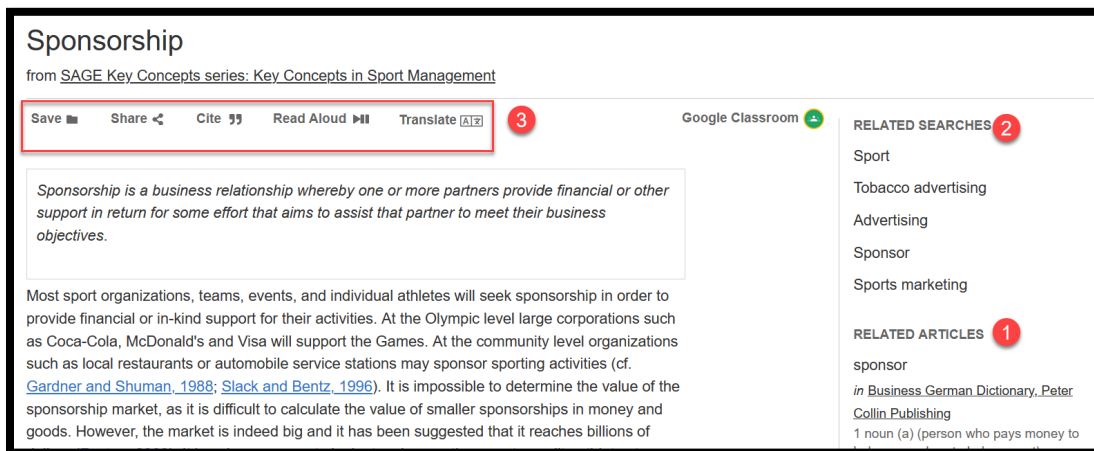 Sponsorship
from SAGE Key Concepts series: Key Concepts in Sport Management
Save Share Cite Read Aloud Translate 3
Google Classroom
Sponsorship is a business relationship whereby one or more partners provide financial or other
support in return for some effort that aims to assist that partner to meet their business
objectives.
Most sport organizations, teams, events, and individual athletes will seek sponsorship in order to
provide financial or in-kind support for their activities. At the Olympic level large corporations such
as Coca-Cola, McDonald's and Visa will support the Games. At the community level organizations
such as local restaurants or automobile service stations may sponsor sporting activities (cf.
Gardner and Shuman, 1988; Slack and Bentz, 1996). It is impossible to determine the value of the
sponsorship market, as it is difficult to calculate the value of smaller sponsorships in money and
goods. However, the market is indeed big and it has been suggested that it reaches billions of
RELATED SEARCHES 2
Sport
Tobacco advertising
Advertising
Sponsor
Sports marketing
RELATED ARTICLES 1
sponsor
in Business German Dictionary, Peter
Collin Publishing
1 noun (a) (person who pays money to